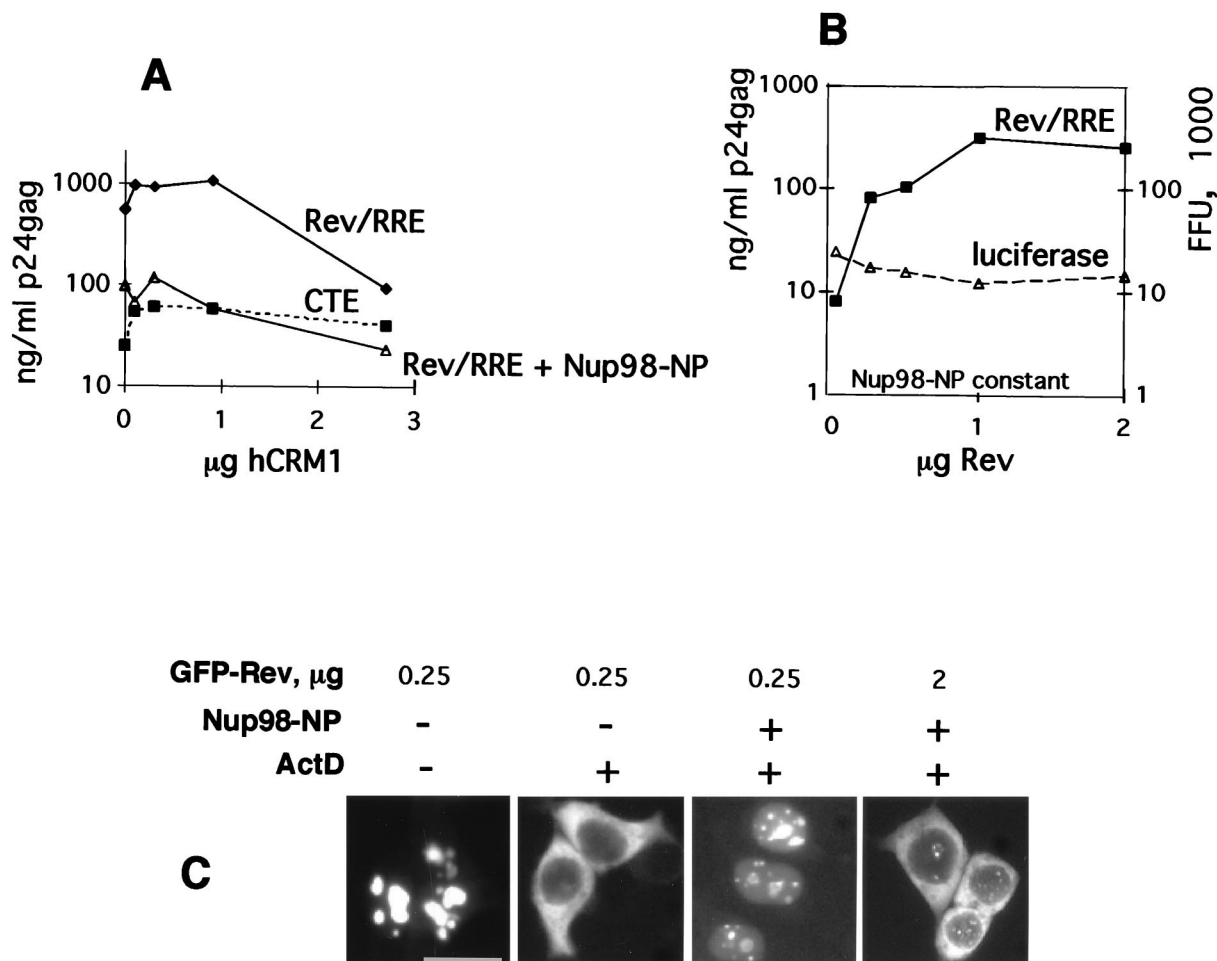 A
ng/ml p24gag
1000
100
10
Rev/RRE
CTE
Rev/RRE + Nup98-NP
0 1 2 3
μg hCRM1
B
ng/ml p24gag
1000
100
10
1
Rev/RRE
luciferase
Nup98-NP constant
100
10
1
FFU, 1000
0 1 2
μg Rev
GFP-Rev, μg 0.25 0.25 0.25 2
Nup98-NP - - + +
ActD - + + +
C